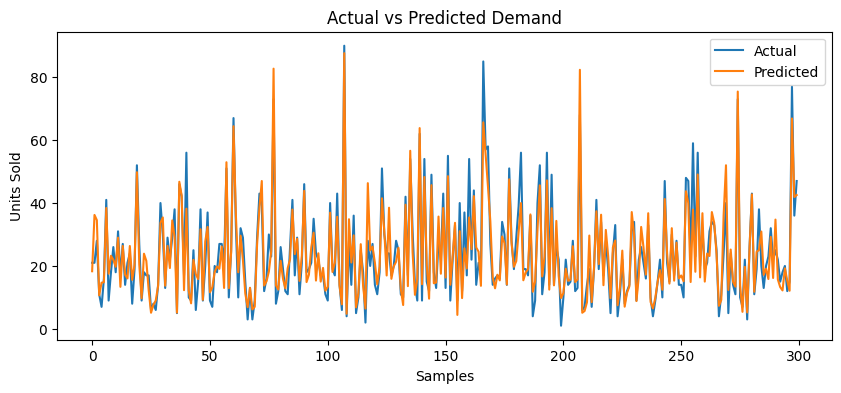 Actual vs Predicted Demand
Actual
Predicted
Units Sold
80
60
40
20
0
0 50 100 150 200 250 300
Samples